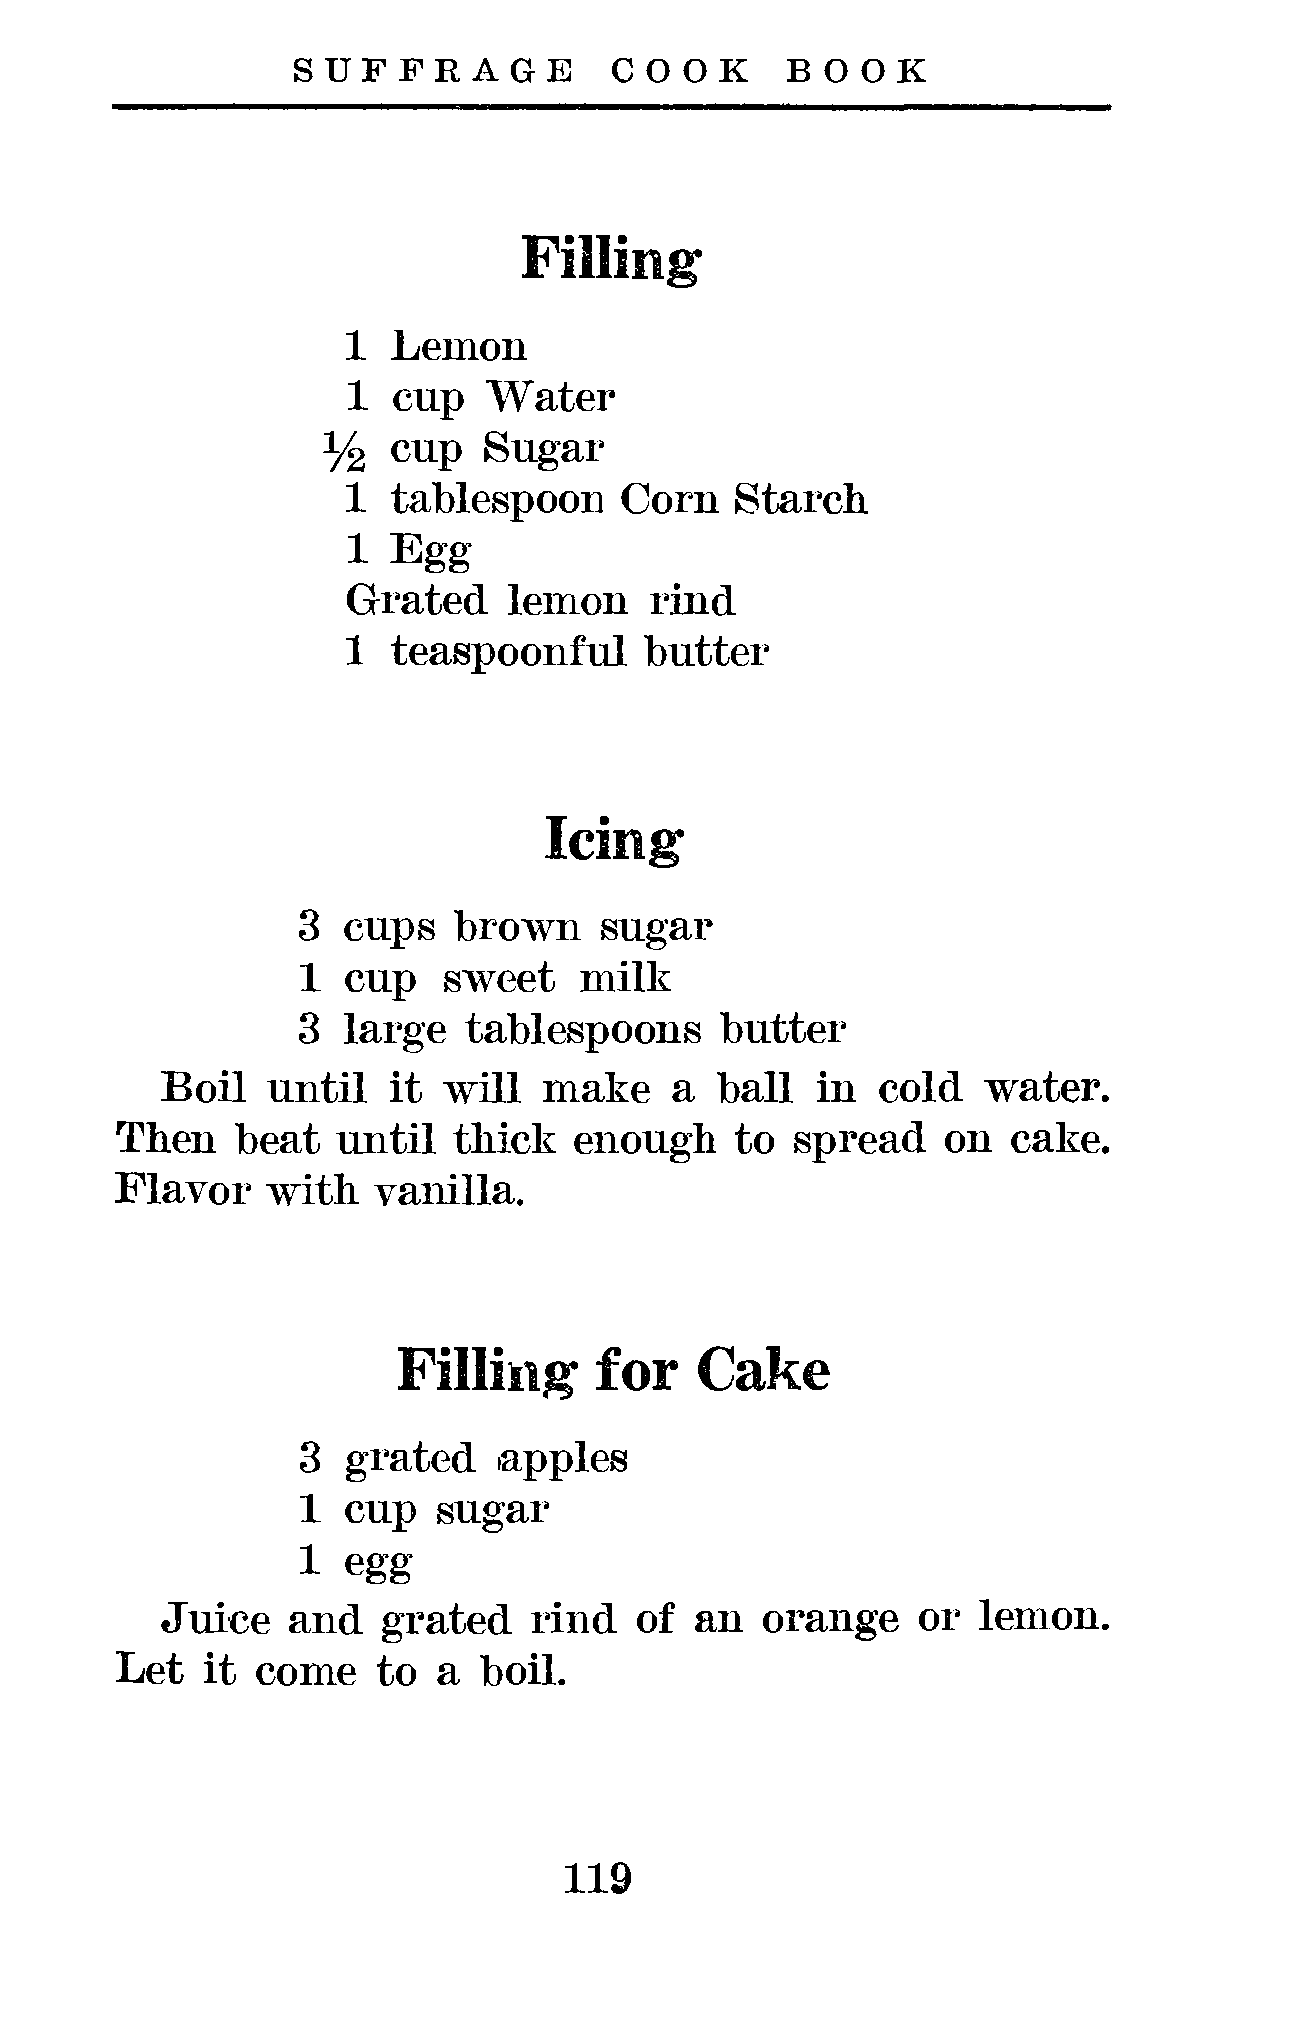 SUFFRAGE COOK BOOK
Filling
1 Lemon
1 cup Water
½ cup Sugar
1 tablespoon Corn Starch
1 Egg
Grated lemon rind
1 teaspoonful butter
Icing
3 cups brown sugar
1 cup sweet milk
3 large tablespoons butter
Boil until it will make a ball in cold water.
Then beat until thick enough to spread on cake.
Flavor with vanilla.
Filling for Cake
3 grated apples
1 cup sugar
1 egg
Juice and grated rind of an orange or lemon.
Let it come to a boil.
119